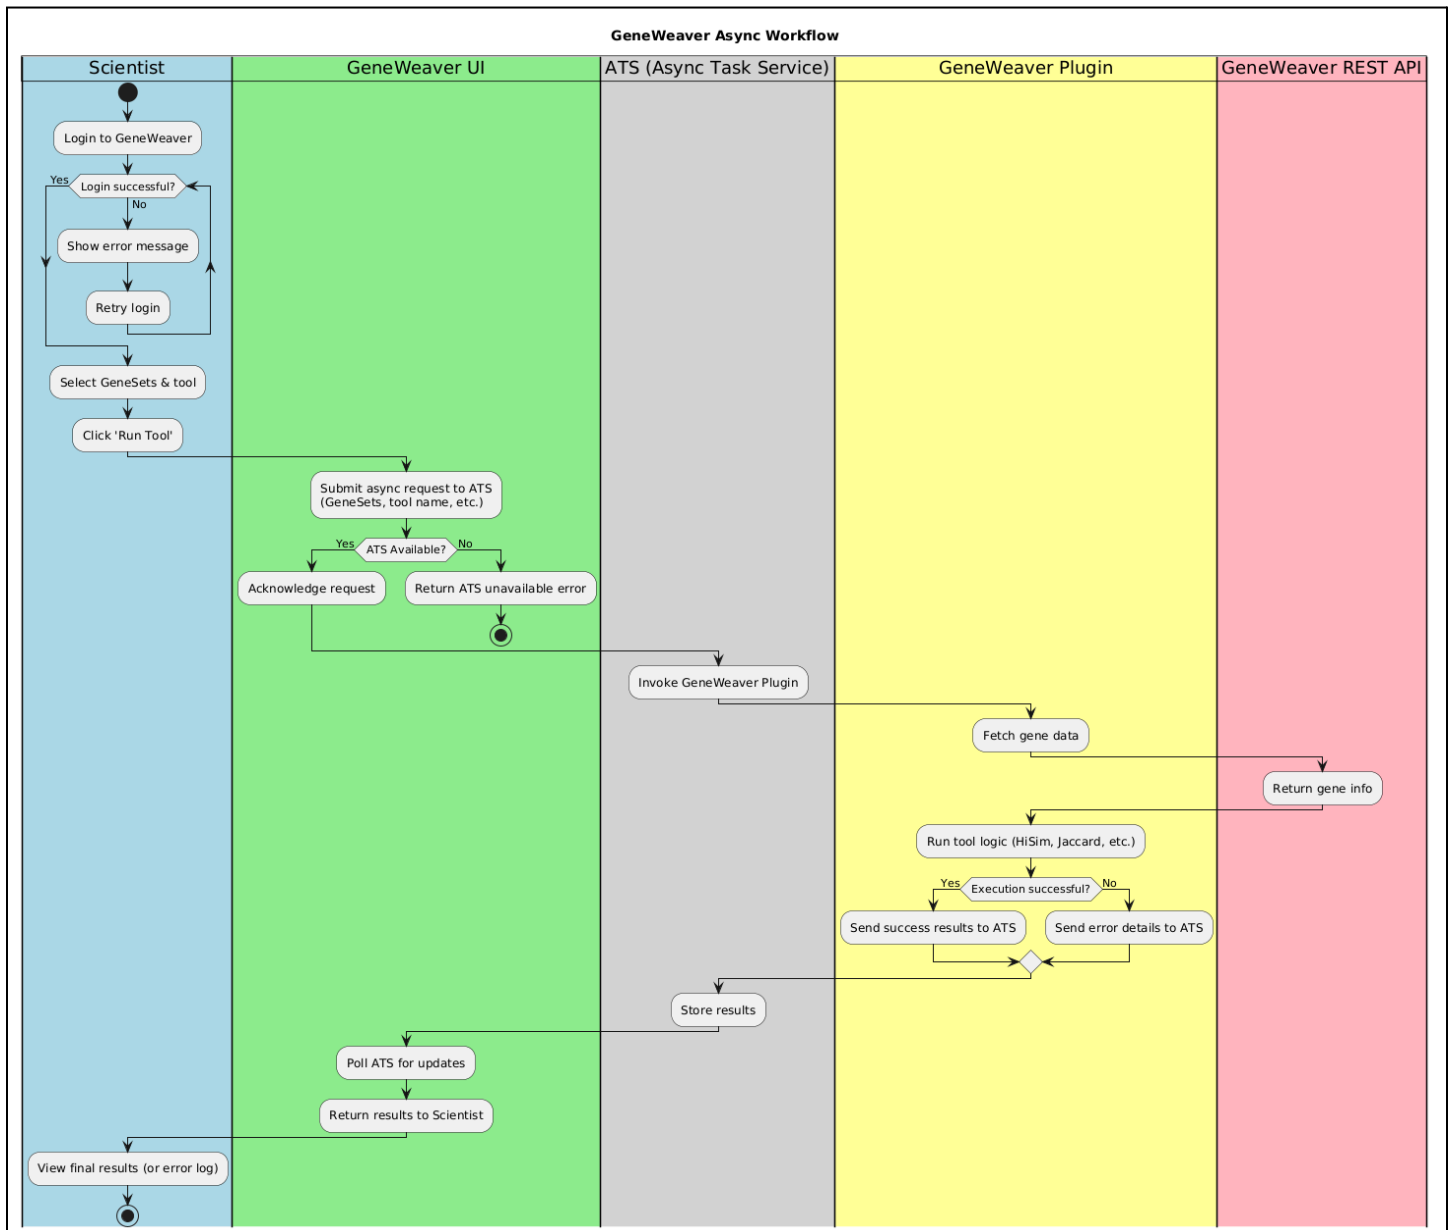 GeneWeaver Async Workflow
Scientist
GeneWeaver UI
ATS (Async Task Service)
GeneWeaver Plugin
GeneWeaver REST API
Login to GeneWeaver
Yes
Login successful?
No
Show error message
Retry login
Select GeneSets & tool
Click 'Run Tool'
Submit async request to ATS
(GeneSets, tool name, etc.)
Yes
ATS Available?
No
Acknowledge request
Return ATS unavailable error
Invoke GeneWeaver Plugin
Fetch gene data
Return gene info
Run tool logic (HiSim, Jaccard, etc.)
Yes
Execution successful?
No
Send success results to ATS
Send error details to ATS
Store results
Poll ATS for updates
Return results to Scientist
View final results (or error log)